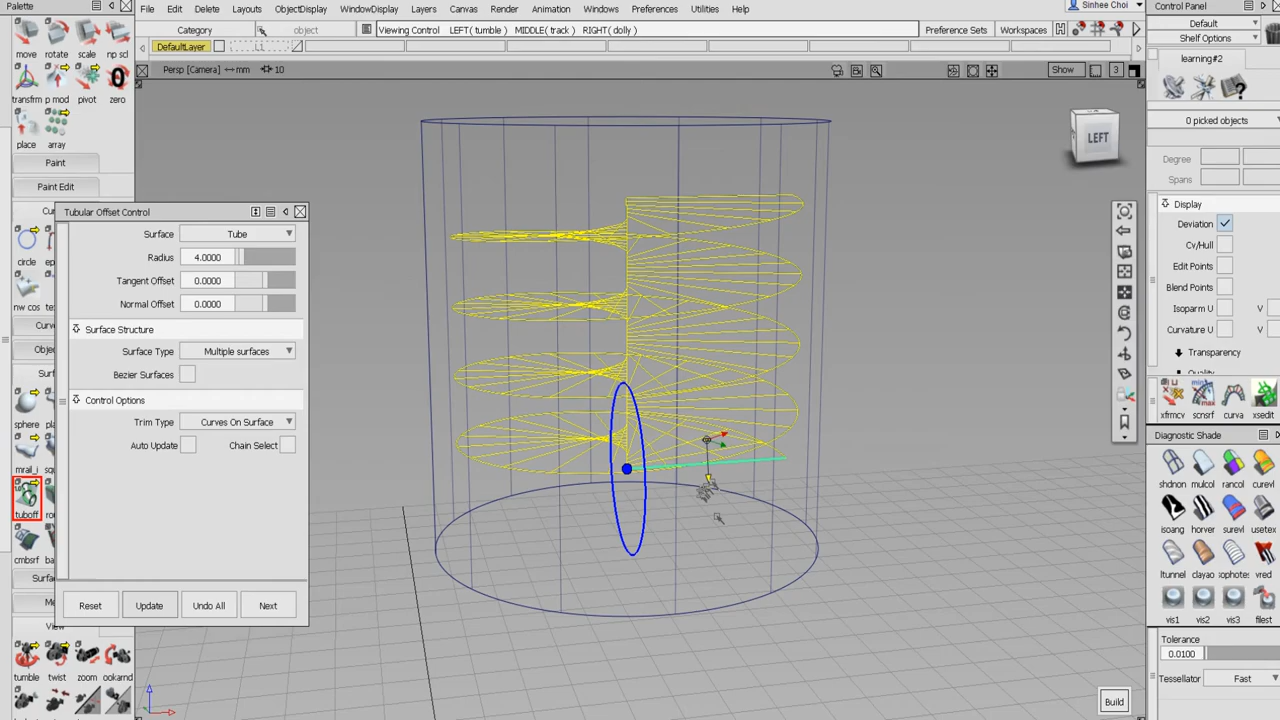 Palette
Edit
Delete
Layouts
ObjectDisplay
WindowDisplay
Layers
Canvas
Render
Animation
Windows
Preferences
Utilities
Help
Sinhee Choi
Control Panel
Category
object
Viewing Control LEFT( tumble ) MIDDLE( track ) RIGHT( dolly )
Preference Sets
Workspaces
Default
Shelf Options
DefaultLayer
learning#2
Persp [Camera] mm 10
Show
3
move
rotate
scale
np scl
transfrm
p mod
pivot
zero
place
array
Paint
Paint Edit
circle
nw cos
sphere
mrail_i
tuboff
cmbsrf
View
tumble
twist
zoom
ookarnd
Tubular Offset Control
Surface Tube
Radius 4.0000
Tangent Offset 0.0000
Normal Offset 0.0000
Surface Structure
Surface Type Multiple surfaces
Bezier Surfaces
Control Options
Trim Type Curves On Surface
Auto Update Chain Select
Reset
Update
Undo All
Next
LEFT
0 picked objects
Degree
Spans
Display
Deviation
Cv/Hull
Edit Points
Blend Points
Isoparm U V
Curvature U V
Transparency
xfrmcv
scnsrf
curva
xsedit
Diagnostic Shade
shdnon
mulcol
rancol
curevl
isoang
horver
surevl
usetex
ltunnel
clayao
sophotes
vred
vis1
vis2
vis3
filest
Tolerance
0.0100
Tessellator Fast
Build